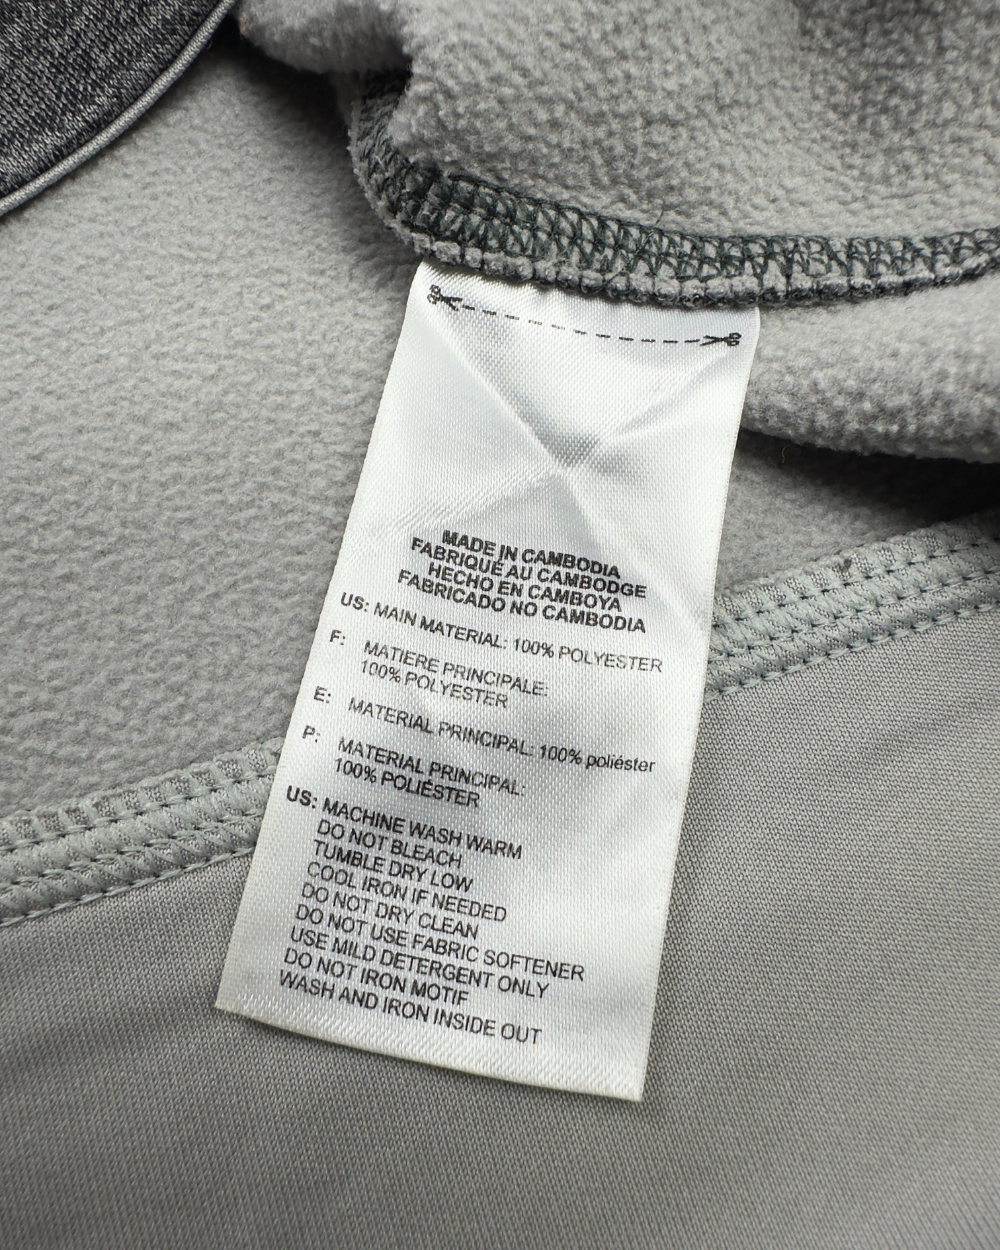 MADE IN CAMBODIA
FABRIQUÉ AU CAMBODGE
HECHO EN CAMBOYA
FABRICADO NO CAMBODIA
US: MAIN MATERIAL: 100% POLYESTER
F: MATIERE PRINCIPALE:
100% POLYESTER
E: MATERIAL PRINCIPAL: 100% poliéster
P: MATERIAL PRINCIPAL:
100% POLIÉSTER
US: MACHINE WASH WARM
DO NOT BLEACH
TUMBLE DRY LOW
COOL IRON IF NEEDED
DO NOT DRY CLEAN
DO NOT USE FABRIC SOFTENER
USE MILD DETERGENT ONLY
DO NOT IRON MOTIF
WASH AND IRON INSIDE OUT